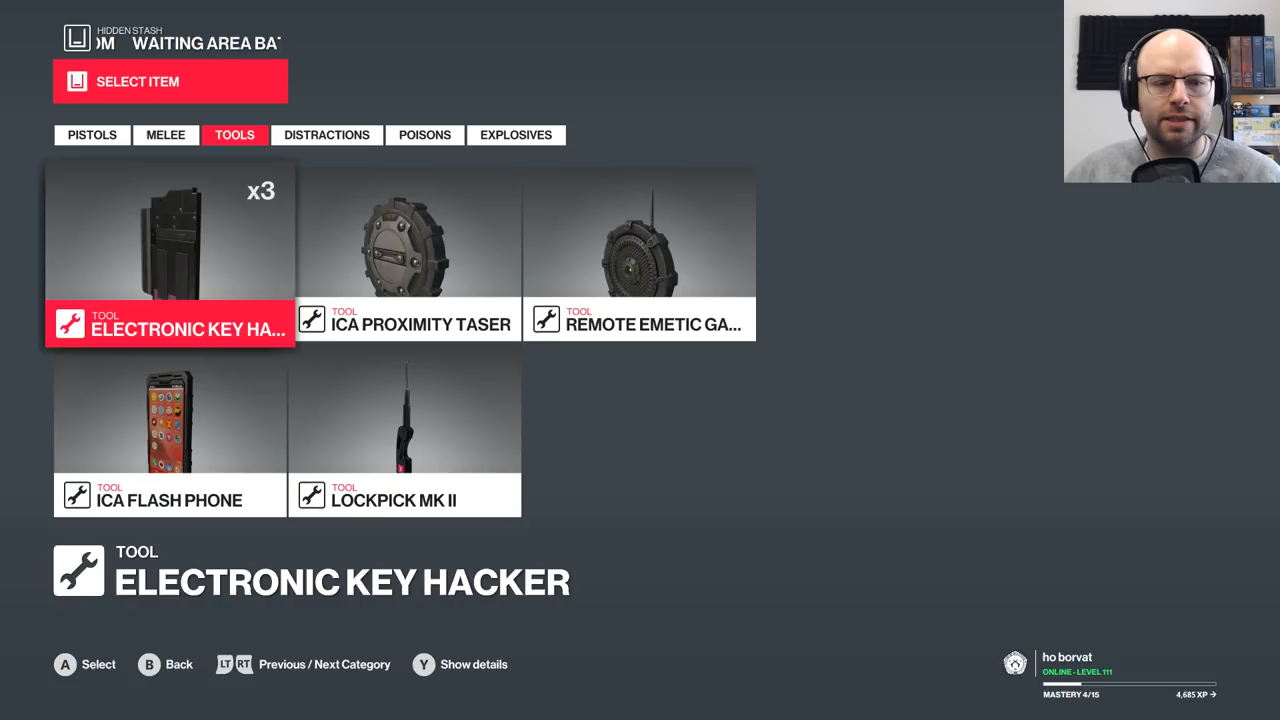 HIDDEN STASH
OM WAITING AREA BA
SELECT ITEM
PISTOLS MELEE TOOLS DISTRACTIONS POISONS EXPLOSIVES
x3
TOOL
ELECTRONIC KEY HA...
TOOL
ICA PROXIMITY TASER
TOOL
REMOTE EMETIC GA...
TOOL
ICA FLASH PHONE
TOOL
LOCKPICK MK II
TOOL
ELECTRONIC KEY HACKER
A Select B Back LT RT Previous / Next Category Y Show details
ho borvat
ONLINE - LEVEL 111
MASTERY 4/15 4,685 XP →